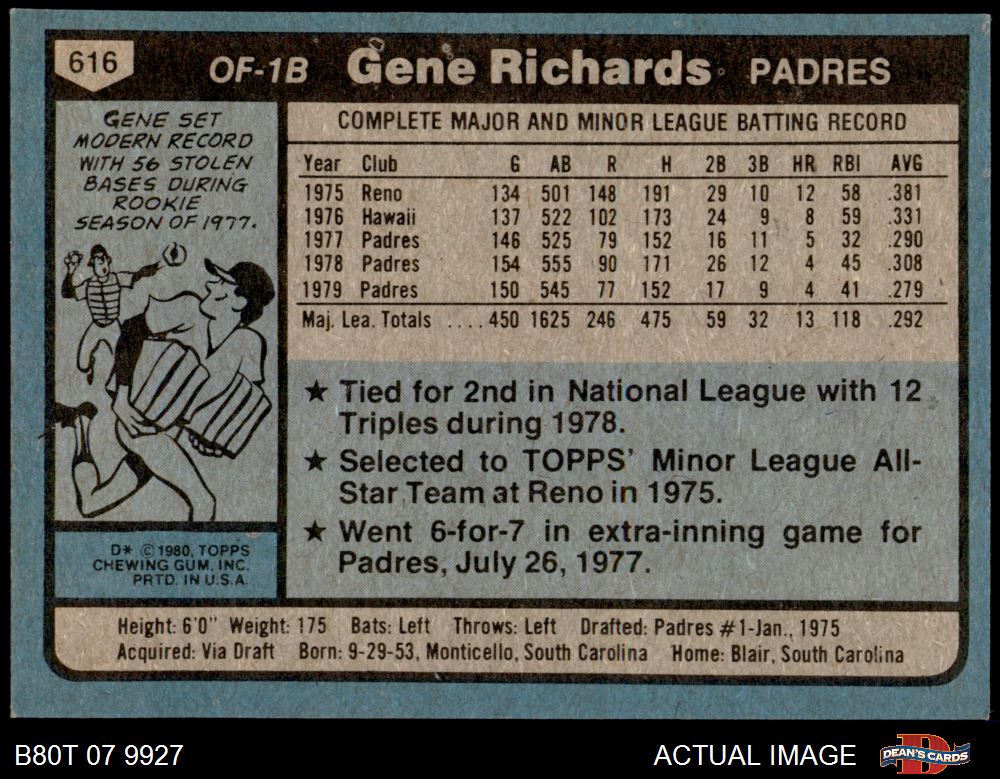 616 OF-1B Gene Richards PADRES
GENE SET
MODERN RECORD
WITH 56 STOLEN
BASES DURING
ROOKIE
SEASON OF 1977.
D* © 1980, TOPPS
CHEWING GUM, INC.
PRTD. IN U.S.A.
COMPLETE MAJOR AND MINOR LEAGUE BATTING RECORD
Year Club G AB R H 2B 3B HR RBI AVG
1975 Reno 134 501 148 191 29 10 12 58 .381
1976 Hawaii 137 522 102 173 24 9 8 59 .331
1977 Padres 146 525 79 152 16 11 5 32 .290
1978 Padres 154 555 90 171 26 12 4 45 .308
1979 Padres 150 545 77 152 17 9 4 41 .279
Maj. Lea. Totals .... 450 1625 246 475 59 32 13 118 .292
★ Tied for 2nd in National League with 12
Triples during 1978.
★ Selected to TOPPS' Minor League All-
Star Team at Reno in 1975.
★ Went 6-for-7 in extra-inning game for
Padres, July 26, 1977.
Height: 6'0" Weight: 175 Bats: Left Throws: Left Drafted: Padres #1-Jan., 1975
Acquired: Via Draft Born: 9-29-53, Monticello, South Carolina Home: Blair, South Carolina
B80T 07 9927 ACTUAL IMAGE DEAN'S CARDS